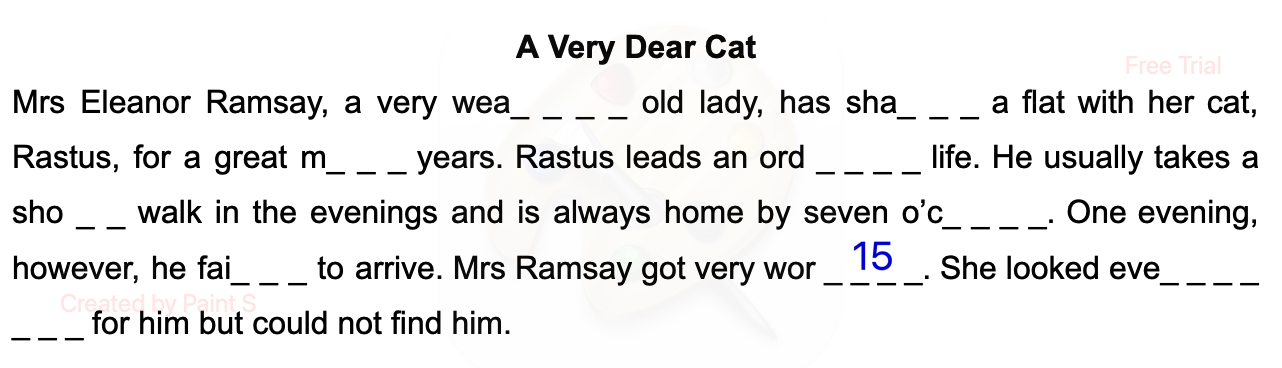 A Very Dear Cat
Free Trial
Mrs Eleanor Ramsay, a very wea_ _ _ _ old lady, has sha_ _ _ a flat with her cat,
Rastus, for a great m_ _ _ years. Rastus leads an ord _ _ _ _ life. He usually takes a
sho _ _ walk in the evenings and is always home by seven o’c_ _ _ _. One evening,
however, he fai_ _ _ to arrive. Mrs Ramsay got very wor _ _ _ _. She looked eve_ _ _ _
15
Created by Paint S
_ _ _ for him but could not find him.